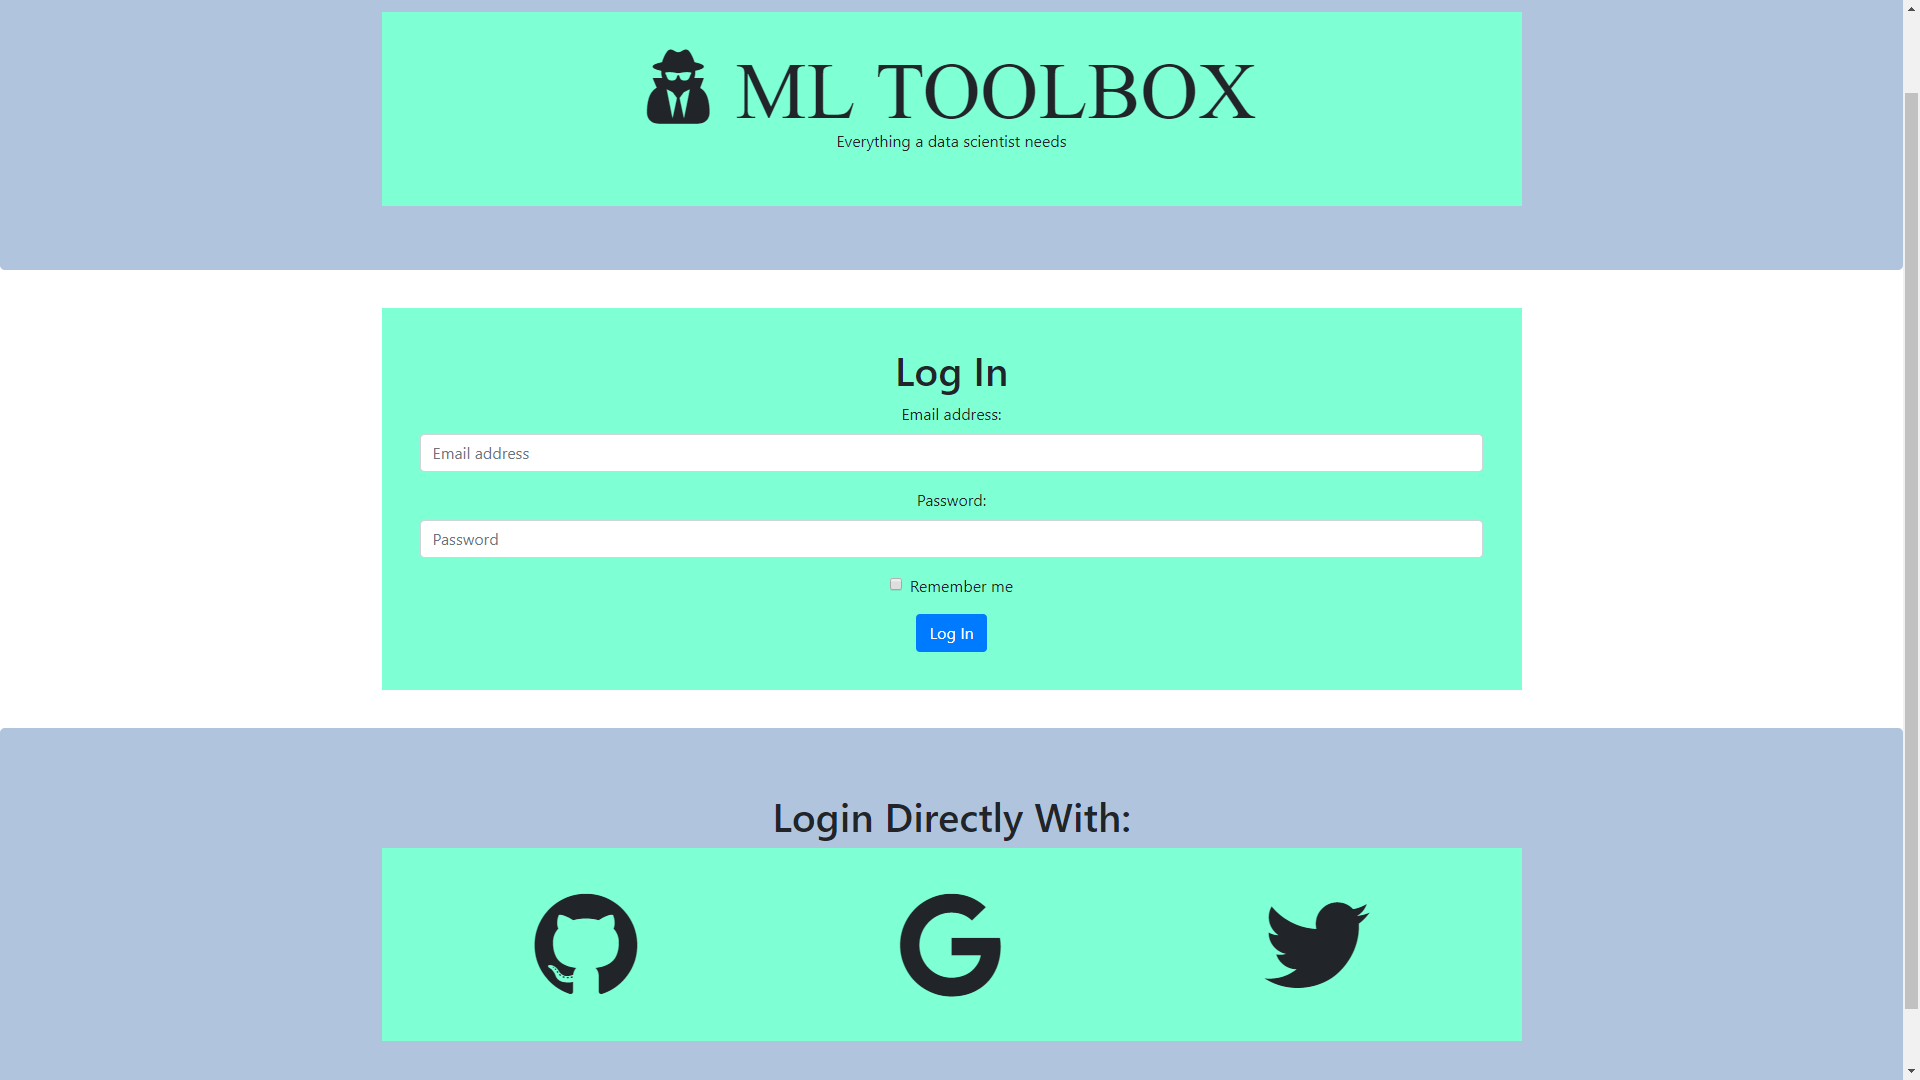 ML TOOLBOX
Everything a data scientist needs
Log In
Email address:
Email address
Password:
Password
Remember me
Log In
Login Directly With: